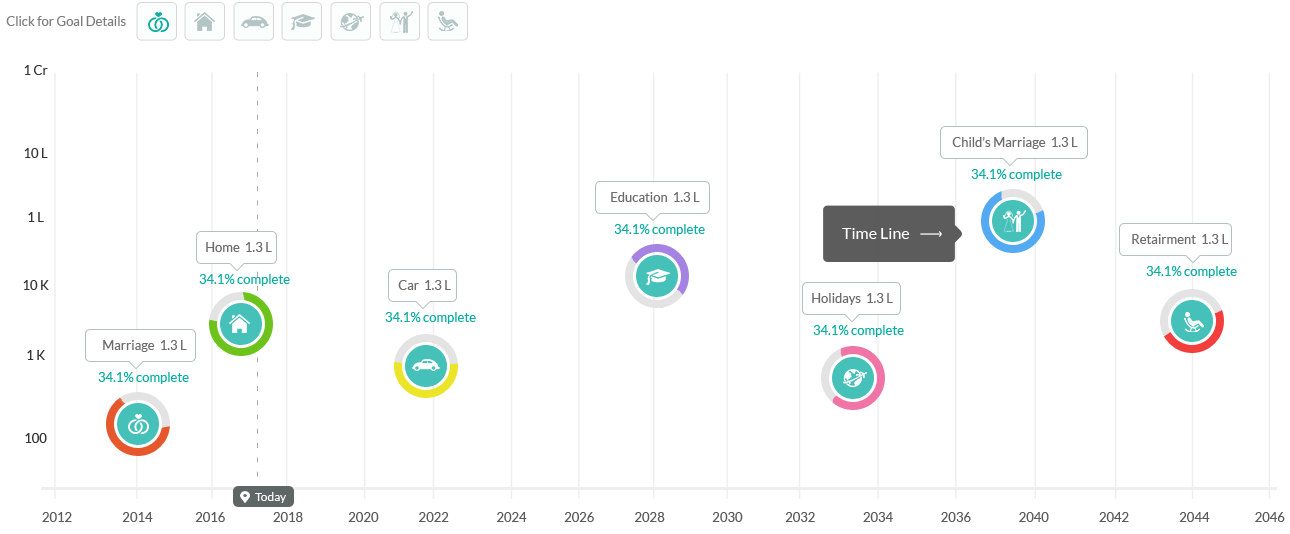 Click for Goal Details
1 Cr
10 L
1 L
10 K
1 K
100
Marriage 1.3 L
34.1% complete
Home 1.3 L
34.1% complete
Car 1.3 L
34.1% complete
Education 1.3 L
34.1% complete
Holidays 1.3 L
34.1% complete
Time Line →
Child's Marriage 1.3 L
34.1% complete
Retairment 1.3 L
34.1% complete
Today
2012 2014 2016 2018 2020 2022 2024 2026 2028 2030 2032 2034 2036 2040 2042 2044 2046